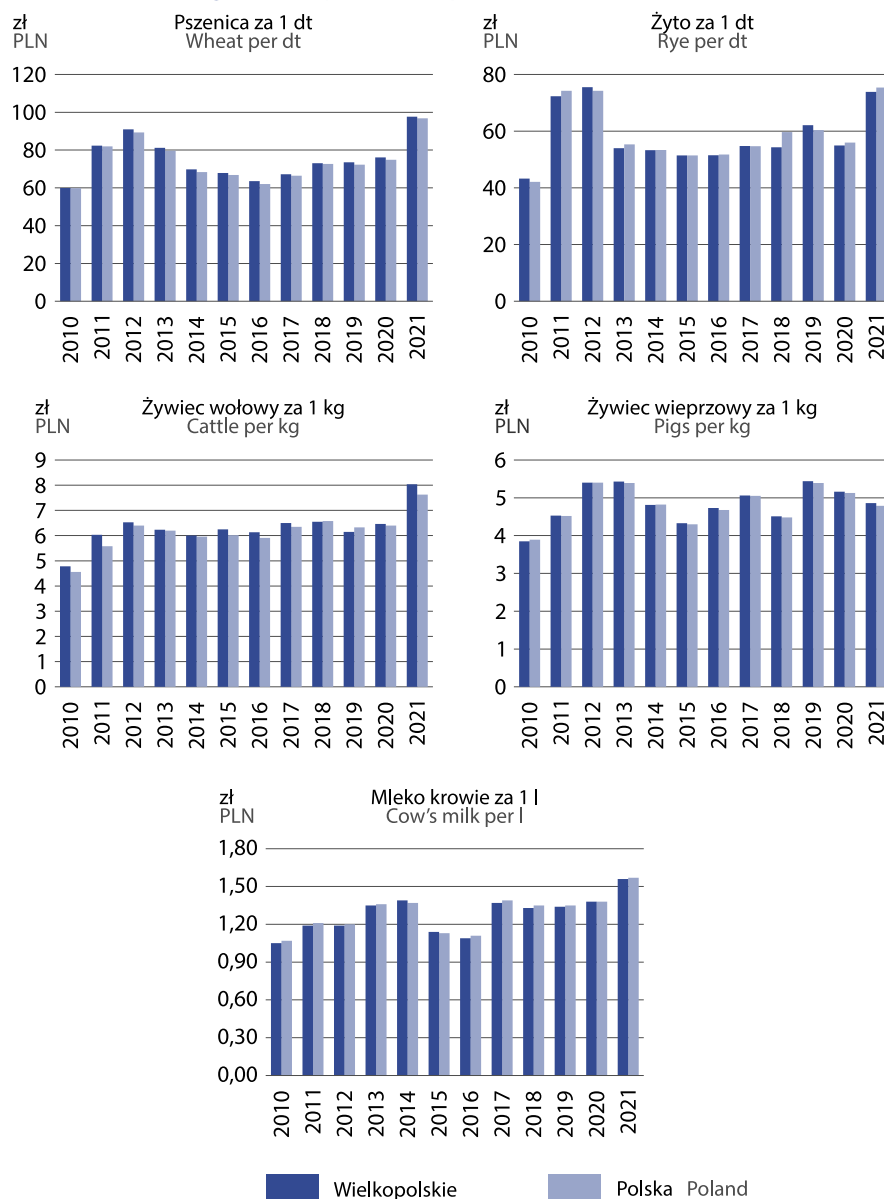 zł Pszenica za 1 dt
PLN Wheat per dt
120
100
80
60
40
20
0
2010 2011 2012 2013 2014 2015 2016 2017 2018 2019 2020 2021
zł Żyto za 1 dt
PLN Rye per dt
80
60
40
20
0
2010 2011 2012 2013 2014 2015 2016 2017 2018 2019 2020 2021
zł Żywiec wołowy za 1 kg
PLN Cattle per kg
9
8
7
6
5
4
3
2
1
0
2010 2011 2012 2013 2014 2015 2016 2017 2018 2019 2020 2021
zł Żywiec wieprzowy za 1 kg
PLN Pigs per kg
6
5
4
3
2
1
0
2010 2011 2012 2013 2014 2015 2016 2017 2018 2019 2020 2021
zł Mleko krowie za 1 l
PLN Cow's milk per l
1,80
1,50
1,20
0,90
0,60
0,30
0,00
2010 2011 2012 2013 2014 2015 2016 2017 2018 2019 2020 2021
Wielkopolskie Polska Poland